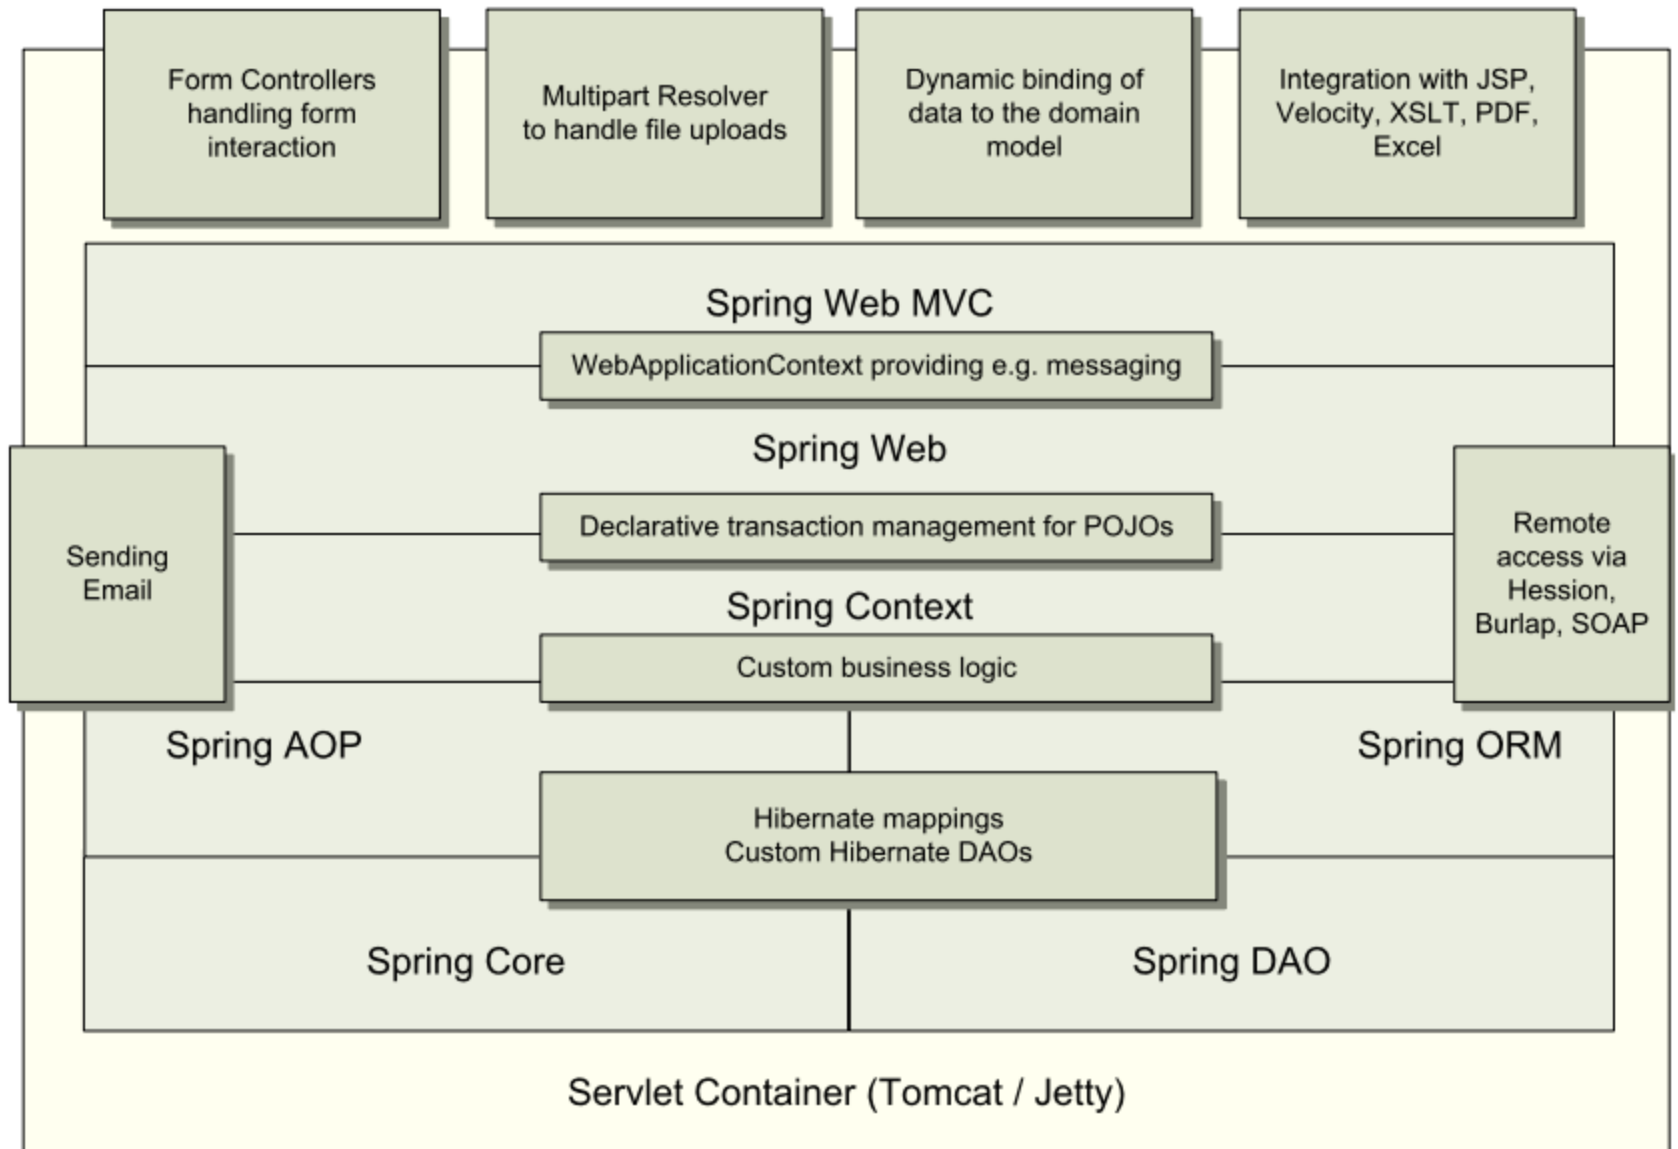 Form Controllers
handling form
interaction
Multipart Resolver
to handle file uploads
Dynamic binding of
data to the domain
model
Integration with JSP,
Velocity, XSLT, PDF,
Excel
Spring Web MVC
WebApplicationContext providing e.g. messaging
Spring Web
Sending
Email
Declarative transaction management for POJOs
Remote
access via
Hession,
Burlap, SOAP
Spring Context
Custom business logic
Spring AOP
Spring ORM
Hibernate mappings
Custom Hibernate DAOs
Spring Core
Spring DAO
Servlet Container (Tomcat / Jetty)